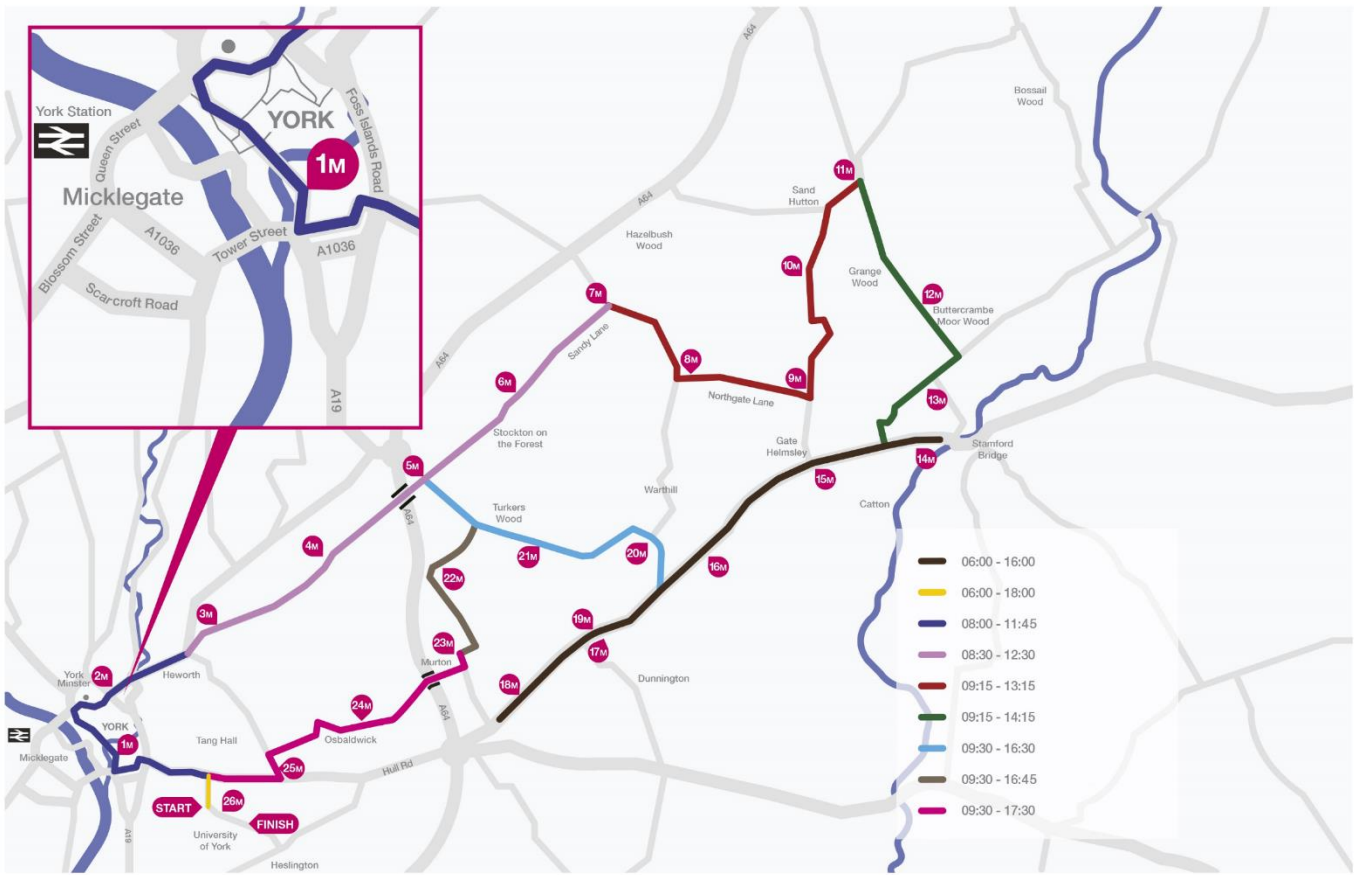 York Station
Queen Street
Micklegate
Blossom Street
A1036
Scarcroft Road
Tower Street
YORK
1M
Foss Islands Road
A1036
A19
A64
A64
A64
A64
A64
Bossall
Wood
Hazelbush
Wood
Sand
Hutton
11M
10M
Grange
Wood
12M
Buttercrambe
Moor Wood
7M
Sandy Lane
8M
9M
Northgate Lane
6M
Stockton on
the Forest
13M
Gate
Helmsley
Stamford
Bridge
14M
15M
Catton
5M
Turkers
Wood
Warthill
4M
21M
20M
16M
22M
3M
19M
17M
23M
Murton
Dunnington
18M
York
Minster
2M
Heworth
YORK
1M
Micklegate
Tang Hall
24M
Osbaldwick
25M
Hull Rd
START
26M
FINISH
University
of York
A19
Heslington
06:00 - 16:00
06:00 - 18:00
08:00 - 11:45
08:30 - 12:30
09:15 - 13:15
09:15 - 14:15
09:30 - 16:30
09:30 - 16:45
09:30 - 17:30